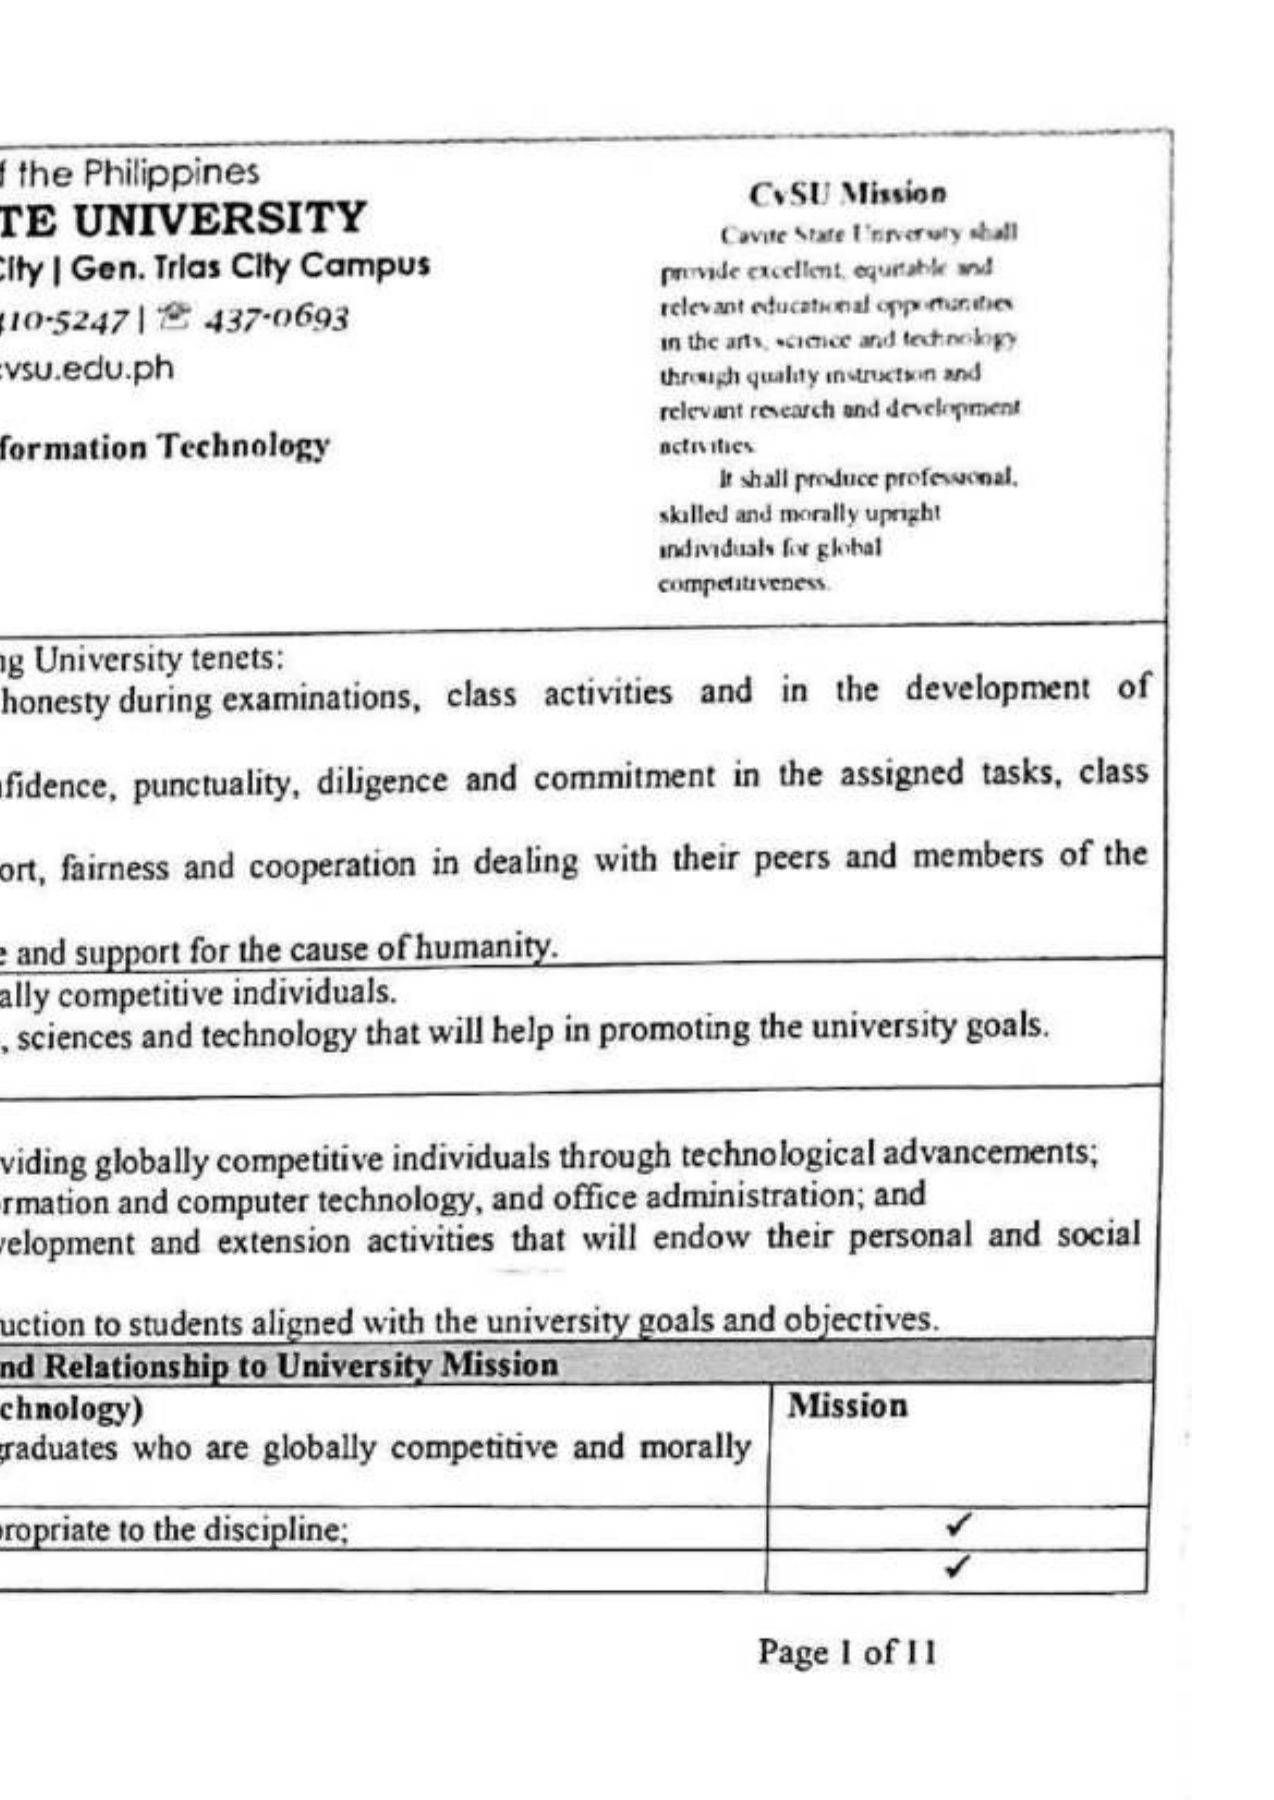 f the Philippines
TE UNIVERSITY
City | Gen. Trias City Campus
410-5247 | ☎ 437-0693
cvsu.edu.ph
formation Technology
CvSU Mission
Cavite State University shall
provide excellent, equitable and
relevant educational opportunities
in the arts, science and technology
through quality instruction and
relevant research and development
activities.
It shall produce professional,
skilled and morally upright
individuals for global
competitiveness.
ng University tenets:
honesty during examinations, class activities and in the development of
nfidence, punctuality, diligence and commitment in the assigned tasks, class
ort, fairness and cooperation in dealing with their peers and members of the
e and support for the cause of humanity.
ally competitive individuals.
, sciences and technology that will help in promoting the university goals.
viding globally competitive individuals through technological advancements;
rmation and computer technology, and office administration; and
velopment and extension activities that will endow their personal and social
uction to students aligned with the university goals and objectives.
nd Relationship to University Mission
chnology)
Mission
graduates who are globally competitive and morally
propriate to the discipline; ✓
✓
Page 1 of 11